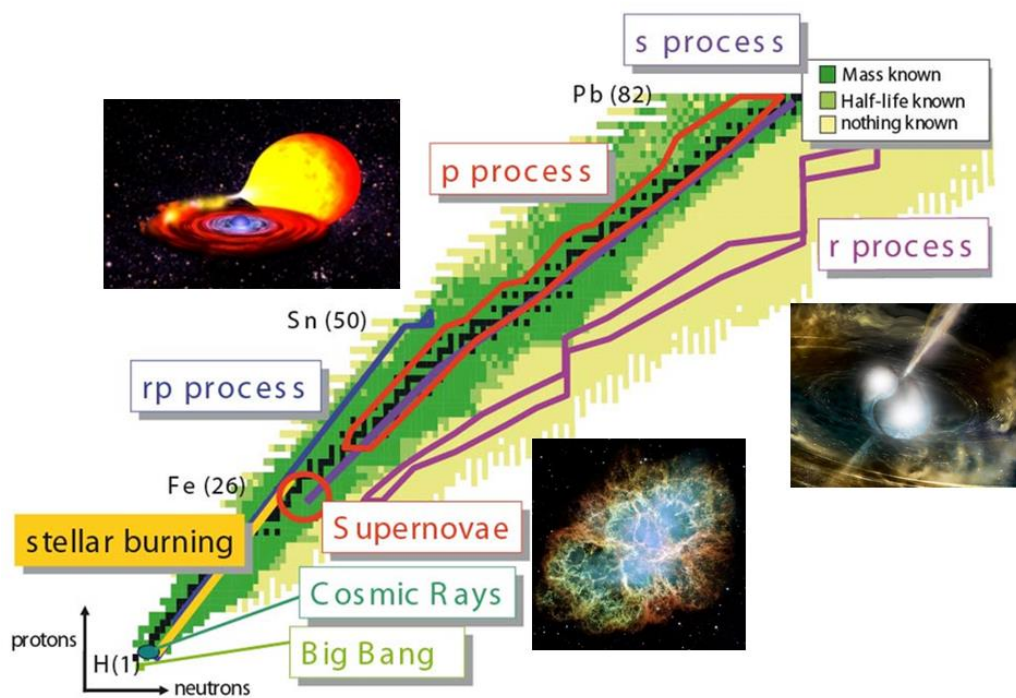 s process
Mass known
Half-life known
nothing known
Pb (82)
p process
r process
Sn (50)
rp process
Fe (26)
Supernovae
stellar burning
Cosmic Rays
protons
H(1)
Big Bang
neutrons